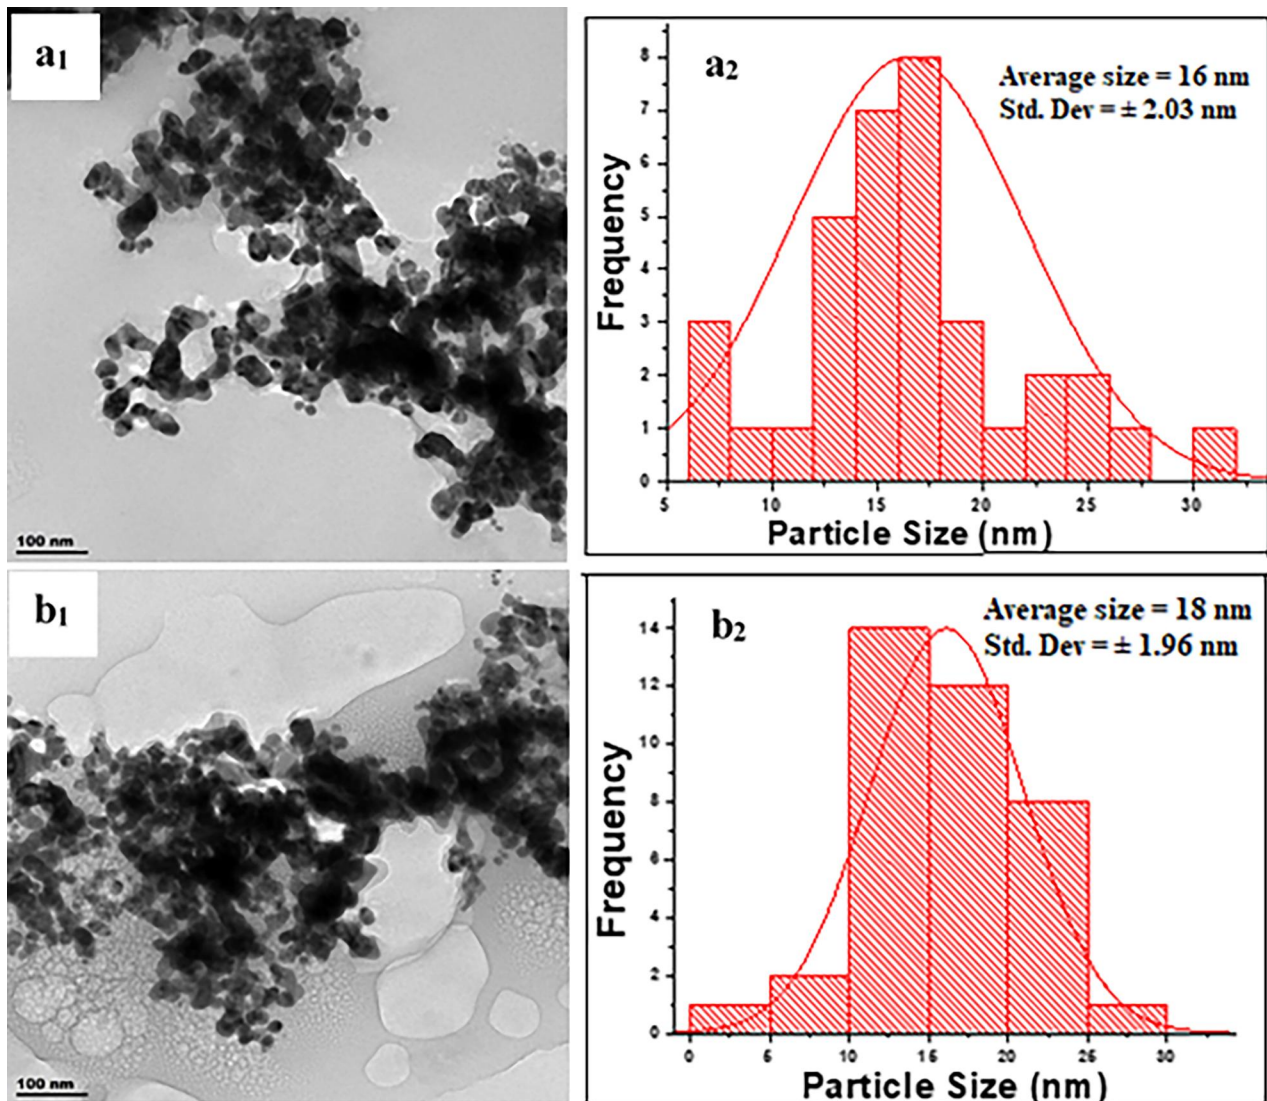 a1
100 nm
a2
Average size = 16 nm
Std. Dev = ± 2.03 nm
Frequency
8
7
6
5
4
3
2
1
0
5 10 15 20 25 30
Particle Size (nm)
b1
100 nm
b2
Average size = 18 nm
Std. Dev = ± 1.96 nm
Frequency
14
12
10
8
6
4
2
0
0 5 10 15 20 25 30
Particle Size (nm)